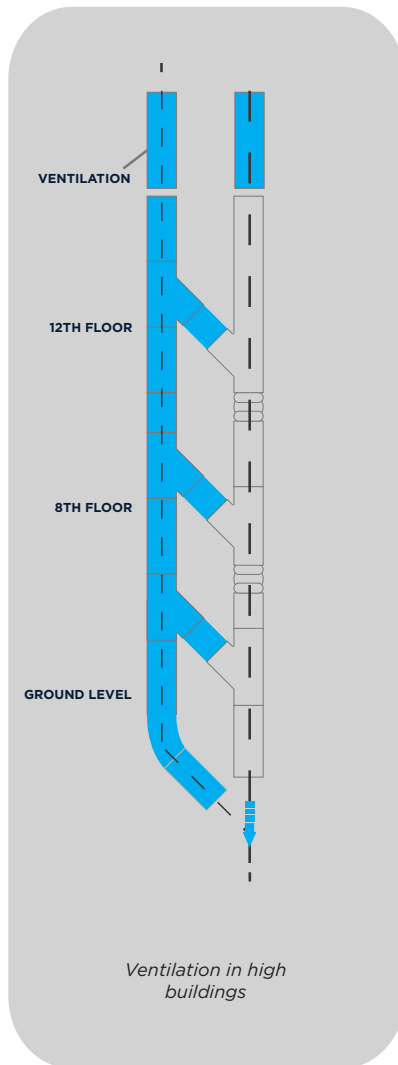 VENTILATION
12TH FLOOR
8TH FLOOR
GROUND LEVEL
Ventilation in high
buildings